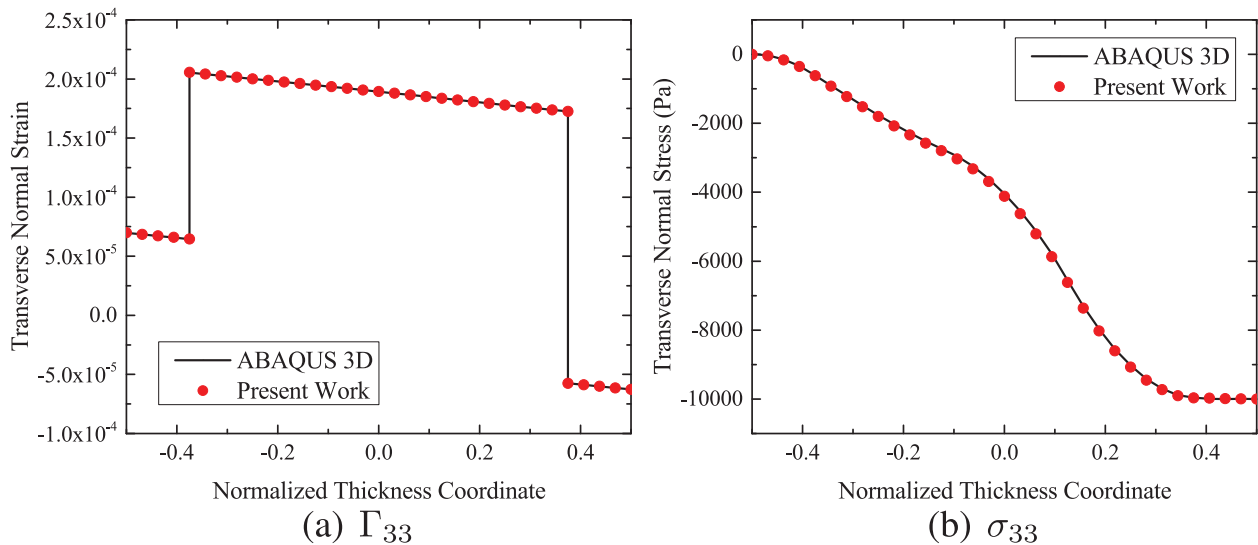 2.5x10⁻⁴
2.0x10⁻⁴
1.5x10⁻⁴
1.0x10⁻⁴
5.0x10⁻⁵
0.0
-5.0x10⁻⁵
-1.0x10⁻⁴
Transverse Normal Strain
ABAQUS 3D
Present Work
-0.4 -0.2 0.0 0.2 0.4
Normalized Thickness Coordinate
(a) Γ₃₃
0
-2000
-4000
-6000
-8000
-10000
Transverse Normal Stress (Pa)
ABAQUS 3D
Present Work
-0.4 -0.2 0.0 0.2 0.4
Normalized Thickness Coordinate
(b) σ₃₃